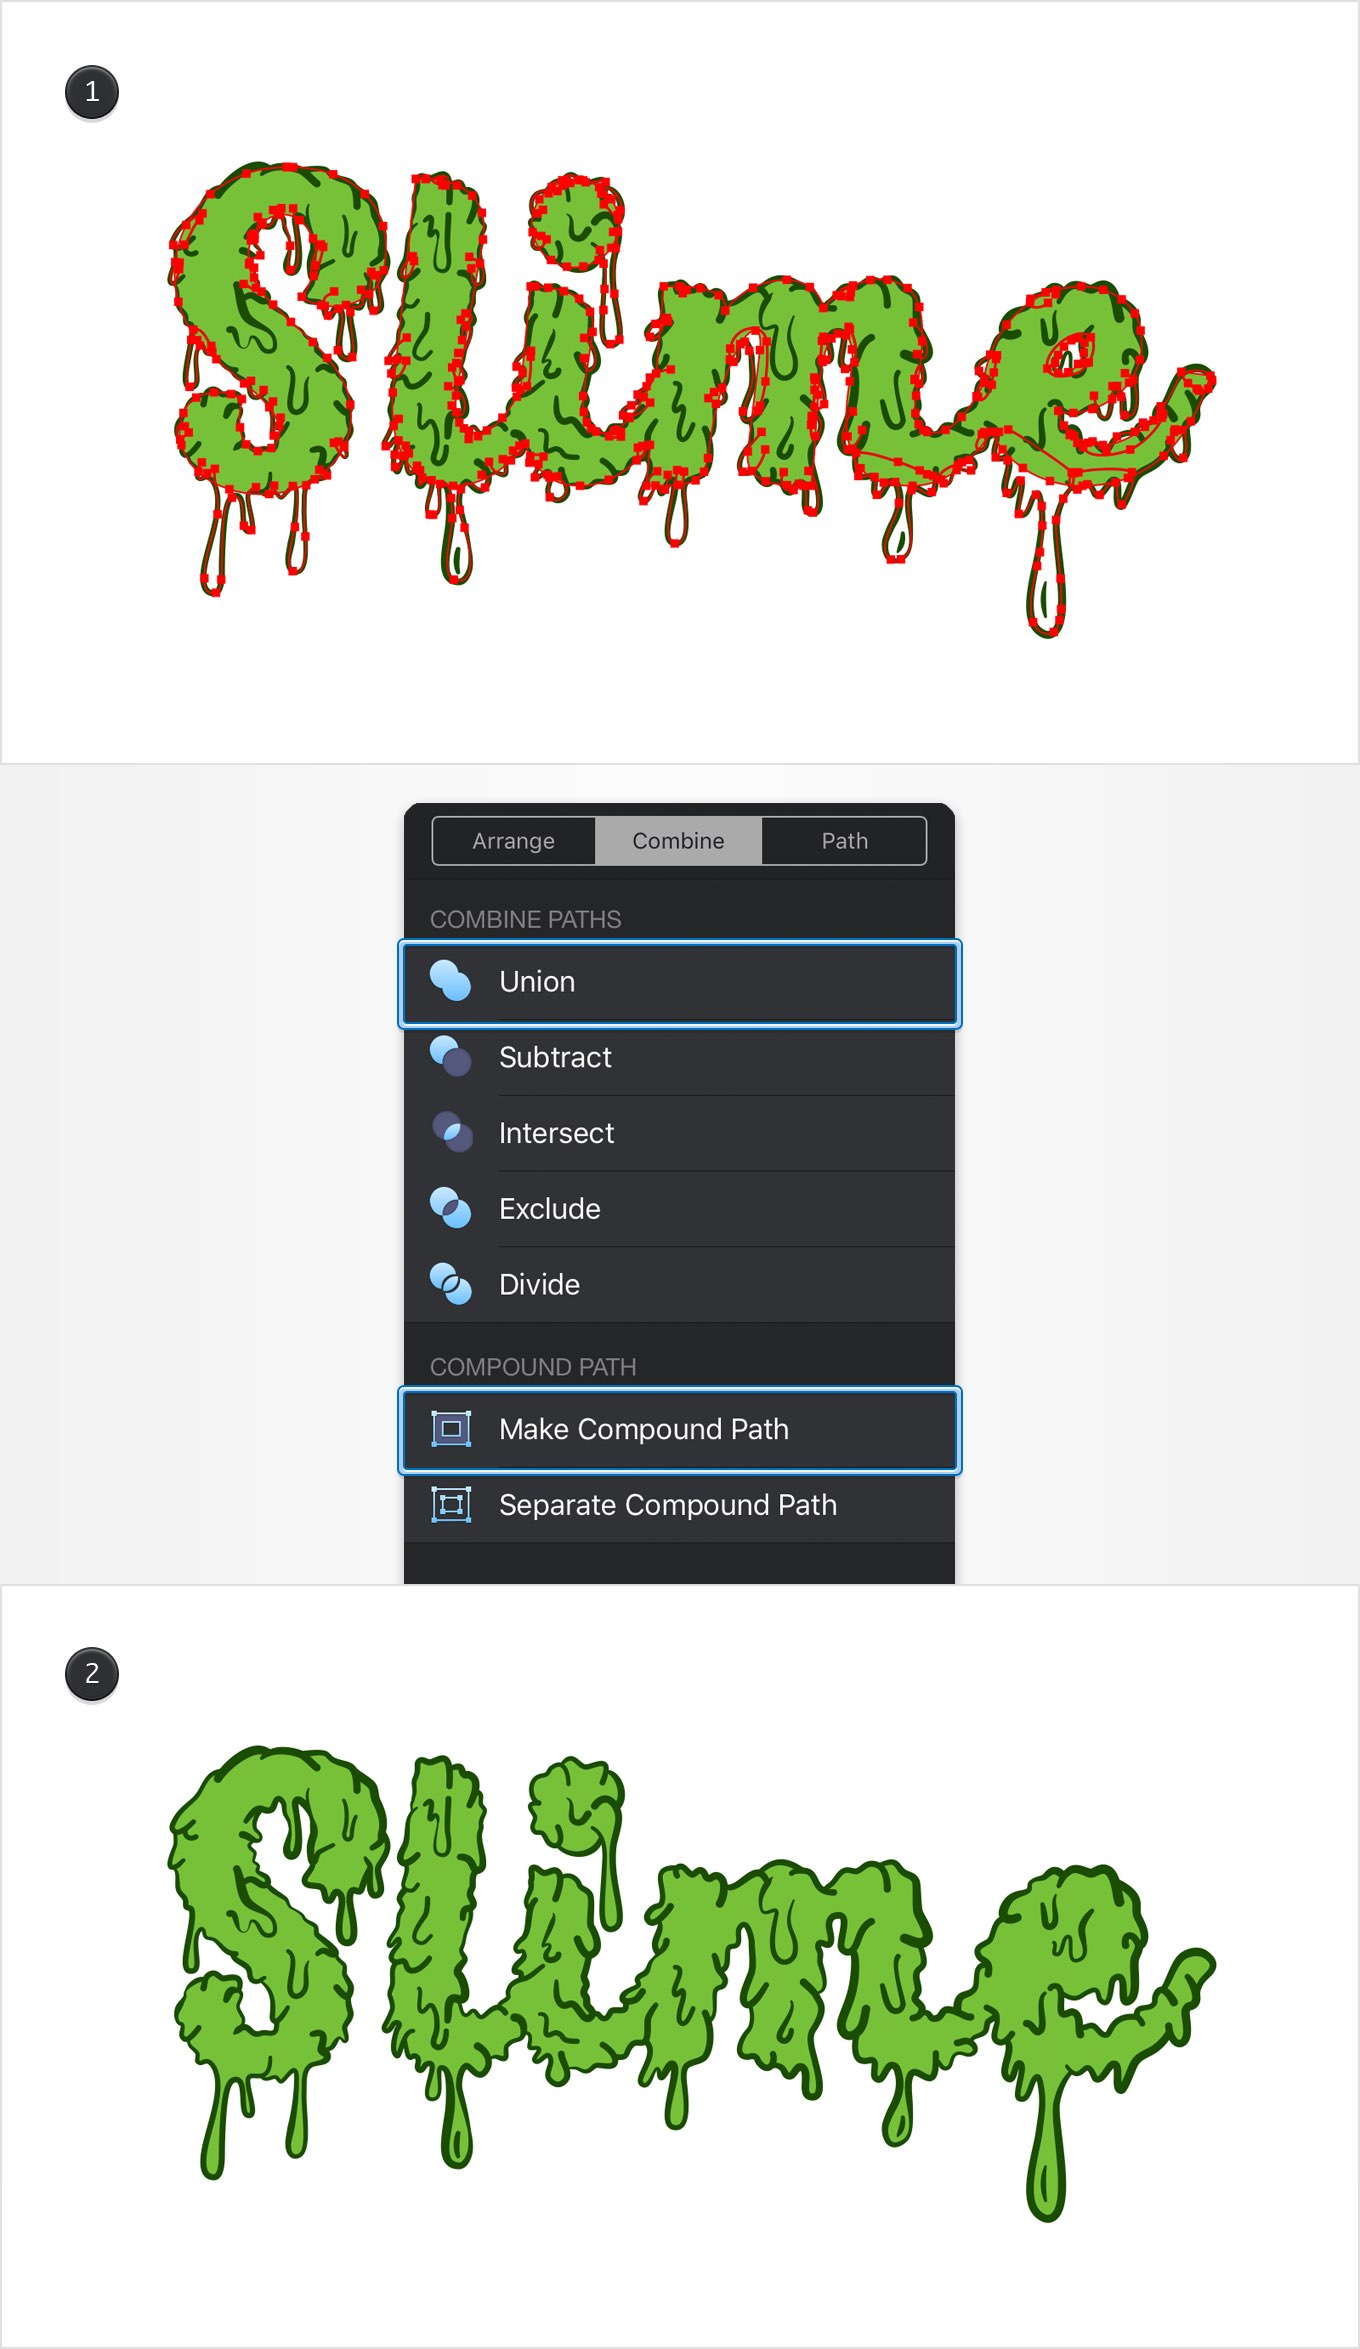 1
Slime
Arrange Combine Path
COMBINE PATHS
Union
Subtract
Intersect
Exclude
Divide
COMPOUND PATH
Make Compound Path
Separate Compound Path
2
Slime